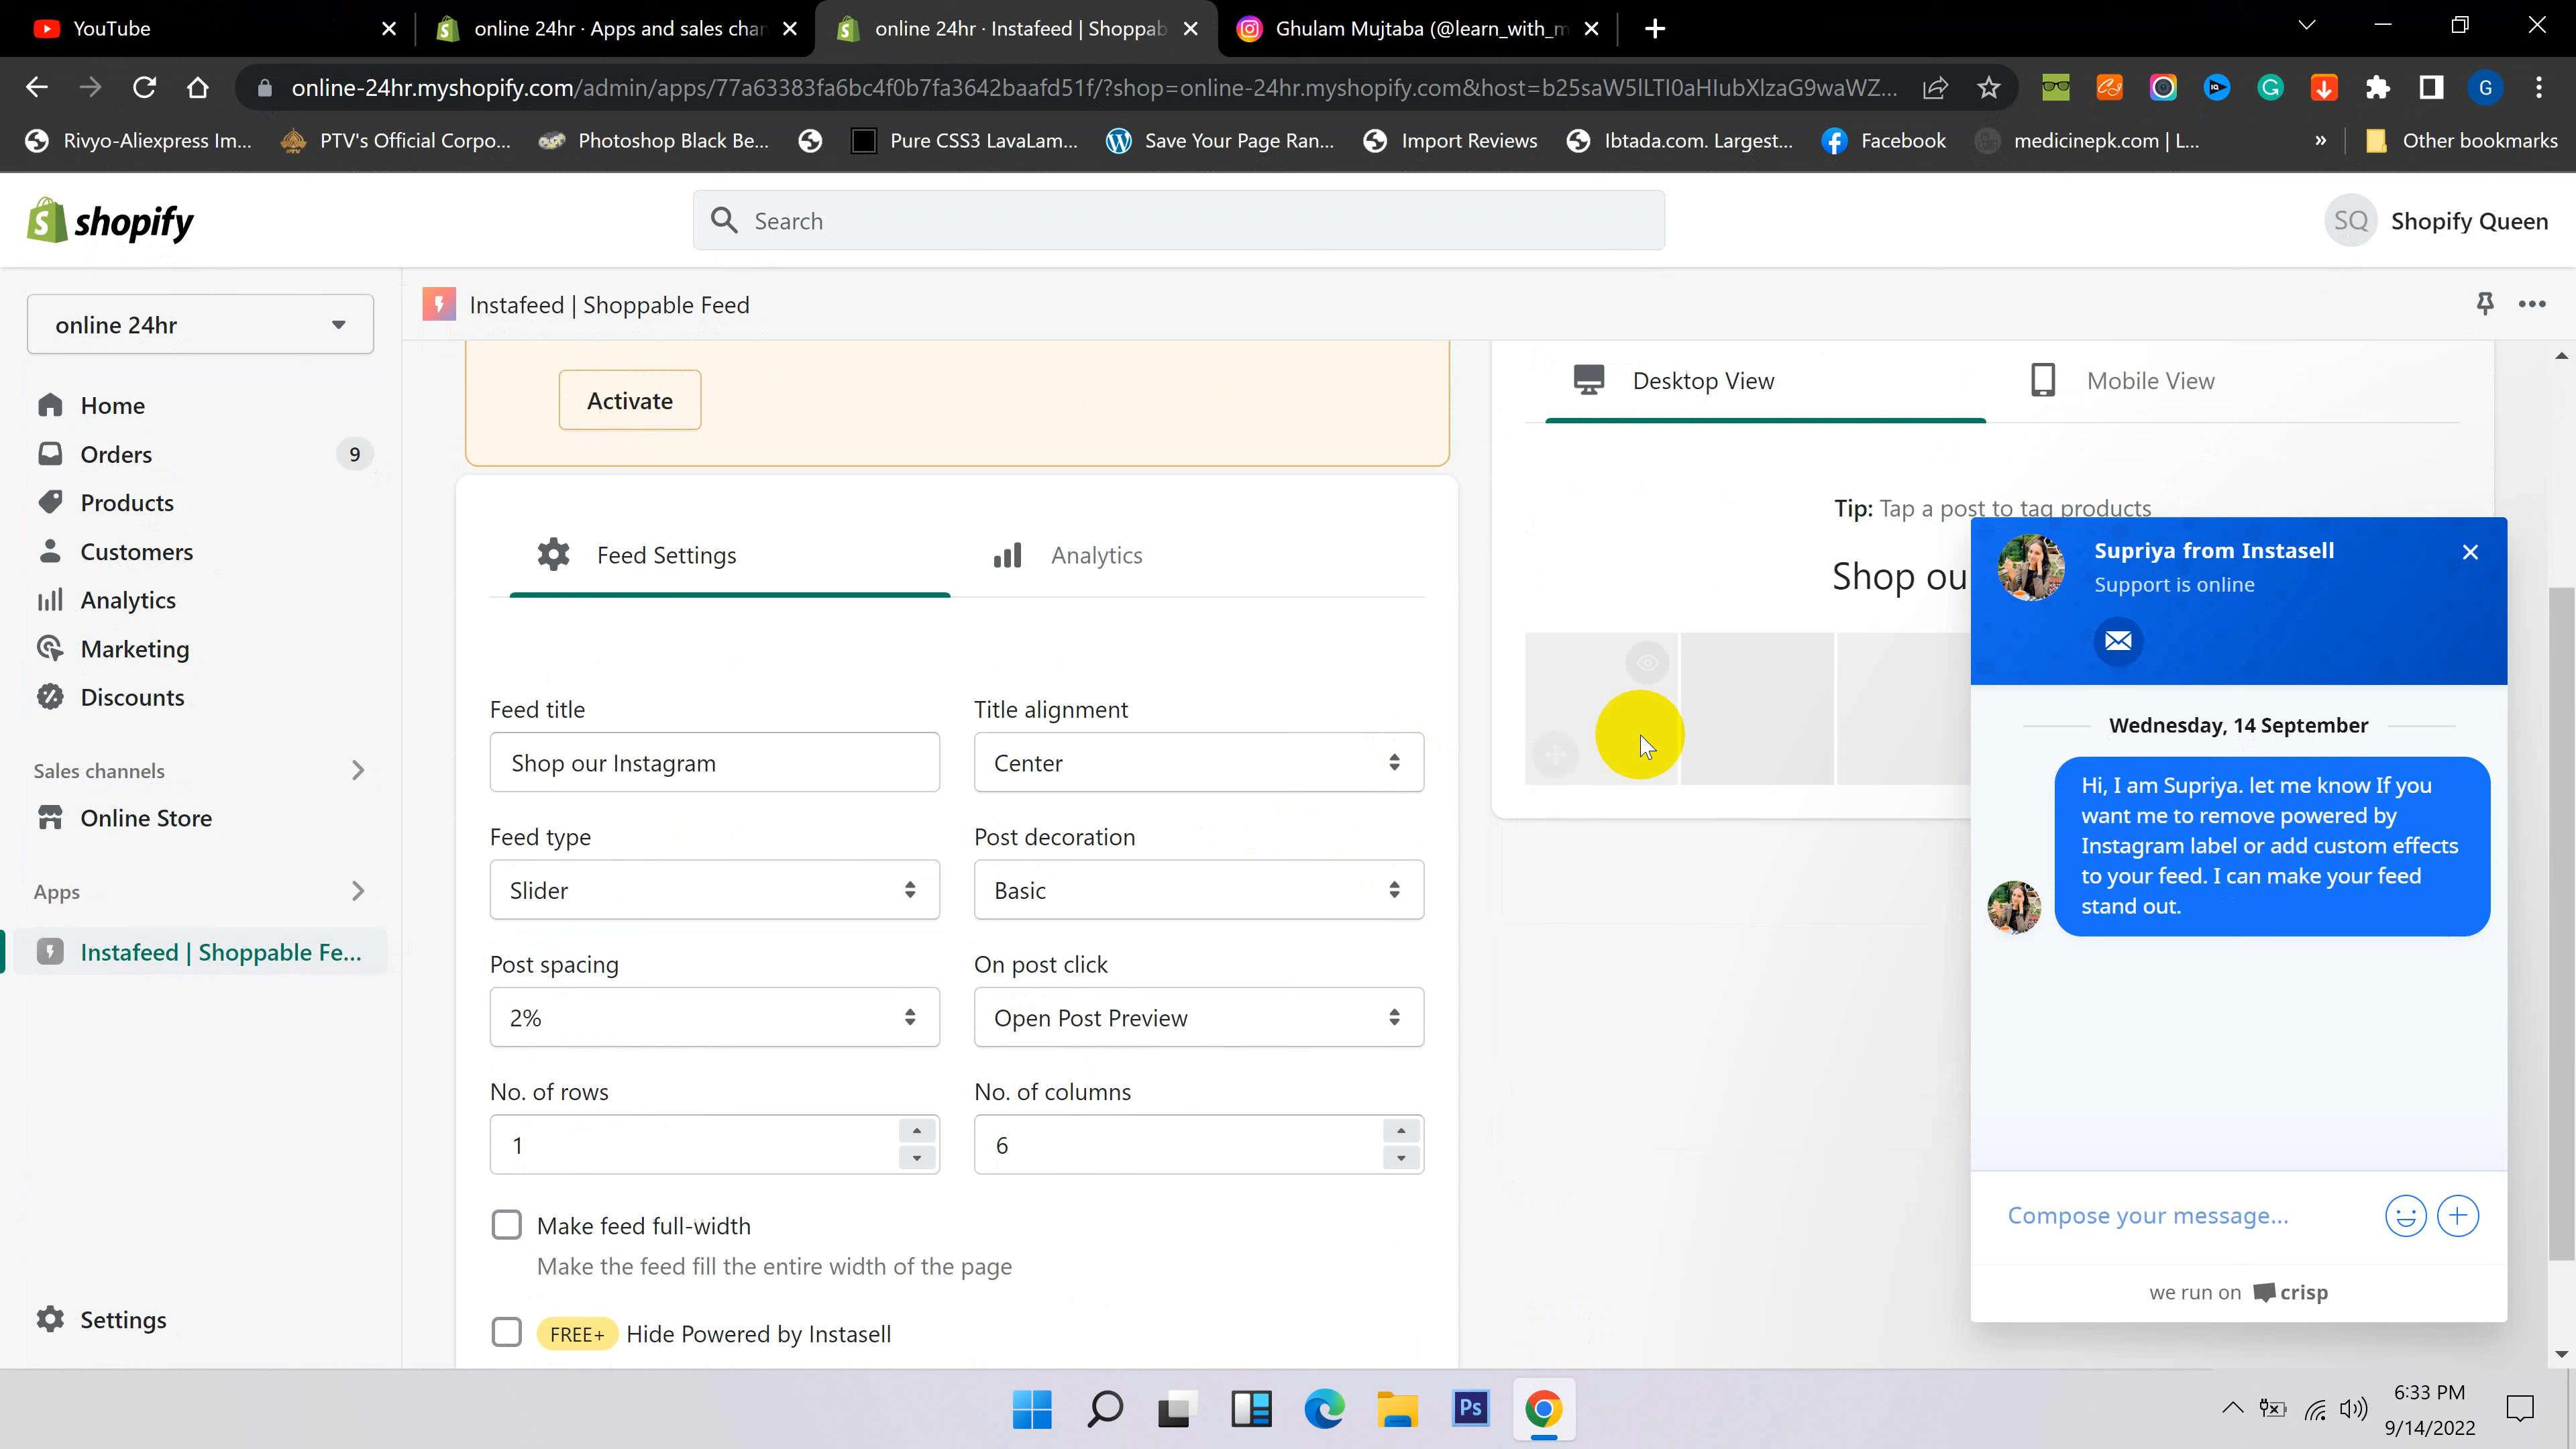 YouTube
online 24hr · Apps and sales chan
online 24hr · Instafeed | Shoppab
Ghulam Mujtaba (@learn_with_m
online-24hr.myshopify.com/admin/apps/77a63383fa6bc4f0b7fa3642baafd51f/?shop=online-24hr.myshopify.com&host=b25saW5lLTI0aHIubXlzaG9waWZ...
G
Rivyo-Aliexpress Im...
PTV's Official Corpo...
Photoshop Black Be...
Pure CSS3 LavaLam...
Save Your Page Ran...
Import Reviews
Ibtada.com. Largest...
Facebook
medicinepk.com | L...
»
Other bookmarks
shopify
Search
SQ
Shopify Queen
online 24hr
Instafeed | Shoppable Feed
Home
Orders
9
Products
Customers
Analytics
Marketing
Discounts
Sales channels
Online Store
Apps
Instafeed | Shoppable Fe...
Settings
Activate
Feed Settings
Analytics
Feed title
Title alignment
Shop our Instagram
Center
Feed type
Post decoration
Slider
Basic
Post spacing
On post click
2%
Open Post Preview
No. of rows
No. of columns
1
6
Make feed full-width
Make the feed fill the entire width of the page
FREE+ Hide Powered by Instasell
Desktop View
Mobile View
Tip: Tap a post to tag products
Shop ou
Supriya from Instasell
Support is online
Wednesday, 14 September
Hi, I am Supriya. let me know If you
want me to remove powered by
Instagram label or add custom effects
to your feed. I can make your feed
stand out.
Compose your message...
we run on crisp
Ps
6:33 PM
9/14/2022